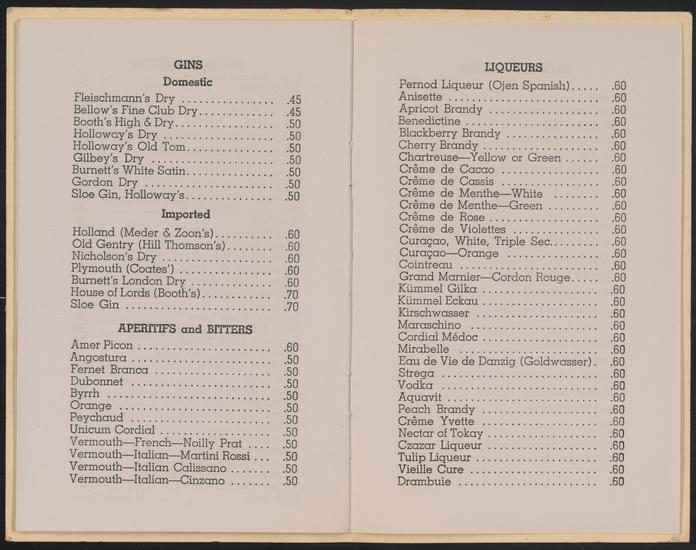 GINS
Domestic
Fleischmann's Dry ................ .45
Bellow's Fine Club Dry............. .45
Booth's High & Dry................. .50
Holloway's Dry ................... .50
Holloway's Old Tom............... .50
Gilbey's Dry ..................... .50
Burnett's White Satin............... .50
Gordon Dry ...................... .50
Sloe Gin, Holloway's............... .50
Imported
Holland (Meder & Zoon's).......... .60
Old Gentry (Hill Thomson's)........ .60
Nicholson's Dry ................... .60
Plymouth (Coates') ................ .60
Burnett's London Dry .............. .60
House of Lords (Booth's)............ .70
Sloe Gin ......................... .70
APERITIFS and BITTERS
Amer Picon ....................... .60
Angostura ........................ .50
Fernet Branca ..................... .50
Dubonnet ........................ .50
Byrrh ............................ .50
Orange .......................... .50
Peychaud ........................ .50
Unicum Cordial ................... .50
Vermouth—French—Noilly Prat .... .50
Vermouth—Italian—Martini Rossi ... .50
Vermouth—Italian Calissano ....... .50
Vermouth—Italian—Cinzano ....... .50
LIQUEURS
Pernod Liqueur (Ojen Spanish)..... .60
Anisette .......................... .60
Apricot Brandy .................... .60
Benedictine ....................... .60
Blackberry Brandy ................. .60
Cherry Brandy .................... .60
Chartreuse—Yellow or Green ...... .60
Crême de Cacao .................. .60
Crême de Cassis .................. .60
Crême de Menthe—White ........ .60
Crême de Menthe—Green ......... .60
Crême de Rose .................... .60
Crême de Violettes ................ .60
Curaçao, White, Triple Sec......... .60
Curaçao—Orange ................. .60
Cointreau ......................... .60
Grand Marnier—Cordon Rouge..... .60
Kümmel Gilka .................... .60
Kümmel Eckau .................... .60
Kirschwasser ...................... .60
Maraschino ....................... .60
Cordial Médoc .................... .60
Mirabelle ......................... .60
Eau de Vie de Danzig (Goldwasser). .60
Strega ............................ .60
Vodka ............................ .60
Aquavit ........................... .60
Peach Brandy .................... .60
Crême Yvette ..................... .60
Nectar of Tokay ................... .60
Czazar Liqueur .................... .60
Tulip Liqueur ..................... .60
Vieille Cure ....................... .60
Drambuie ......................... .60